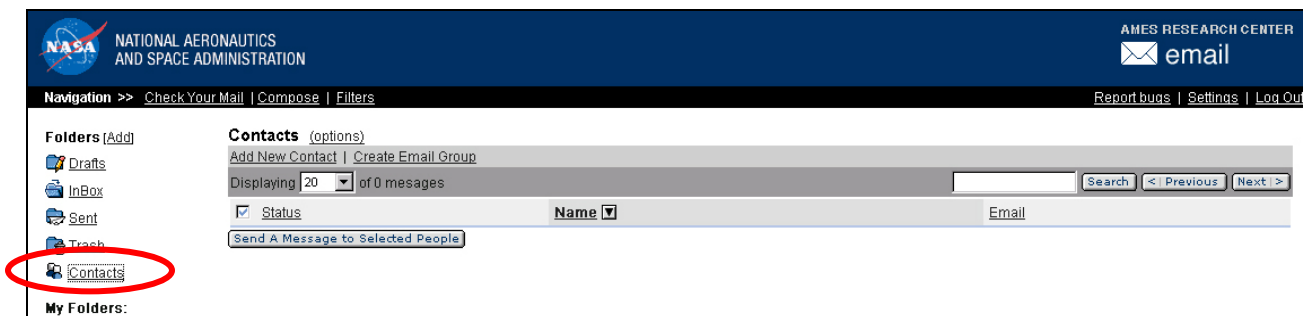 NASA
NATIONAL AERONAUTICS
AND SPACE ADMINISTRATION
AMES RESEARCH CENTER
email
Navigation >> Check Your Mail | Compose | Filters
Report bugs | Settings | Log Out
Folders [Add]
Drafts
InBox
Sent
Trash
Contacts
My Folders:
Contacts (options)
Add New Contact | Create Email Group
Displaying 20 of 0 mesages
Search <| Previous Next |>
Status Name Email
Send A Message to Selected People